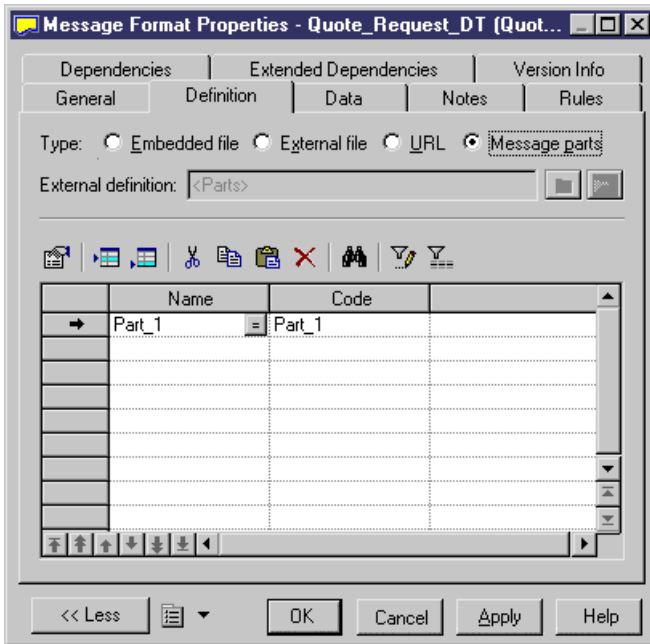 Message Format Properties - Quote_Request_DT (Quot...
Dependencies Extended Dependencies Version Info
General Definition Data Notes Rules
Type: Embedded file External file URL Message parts
External definition: <Parts>
Name Code
Part_1 = Part_1
<< Less OK Cancel Apply Help